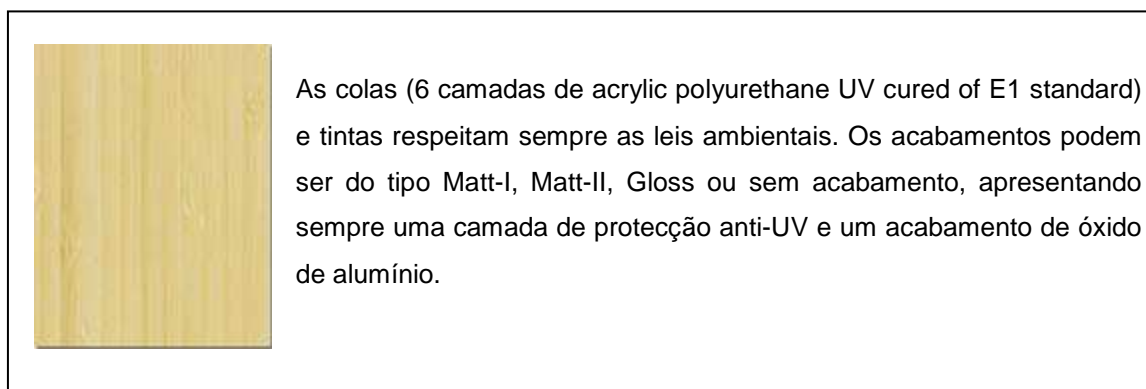 As colas (6 camadas de acrylic polyurethane UV cured of E1 standard)
e tintas respeitam sempre as leis ambientais. Os acabamentos podem
ser do tipo Matt-I, Matt-II, Gloss ou sem acabamento, apresentando
sempre uma camada de protecção anti-UV e um acabamento de óxido
de alumínio.